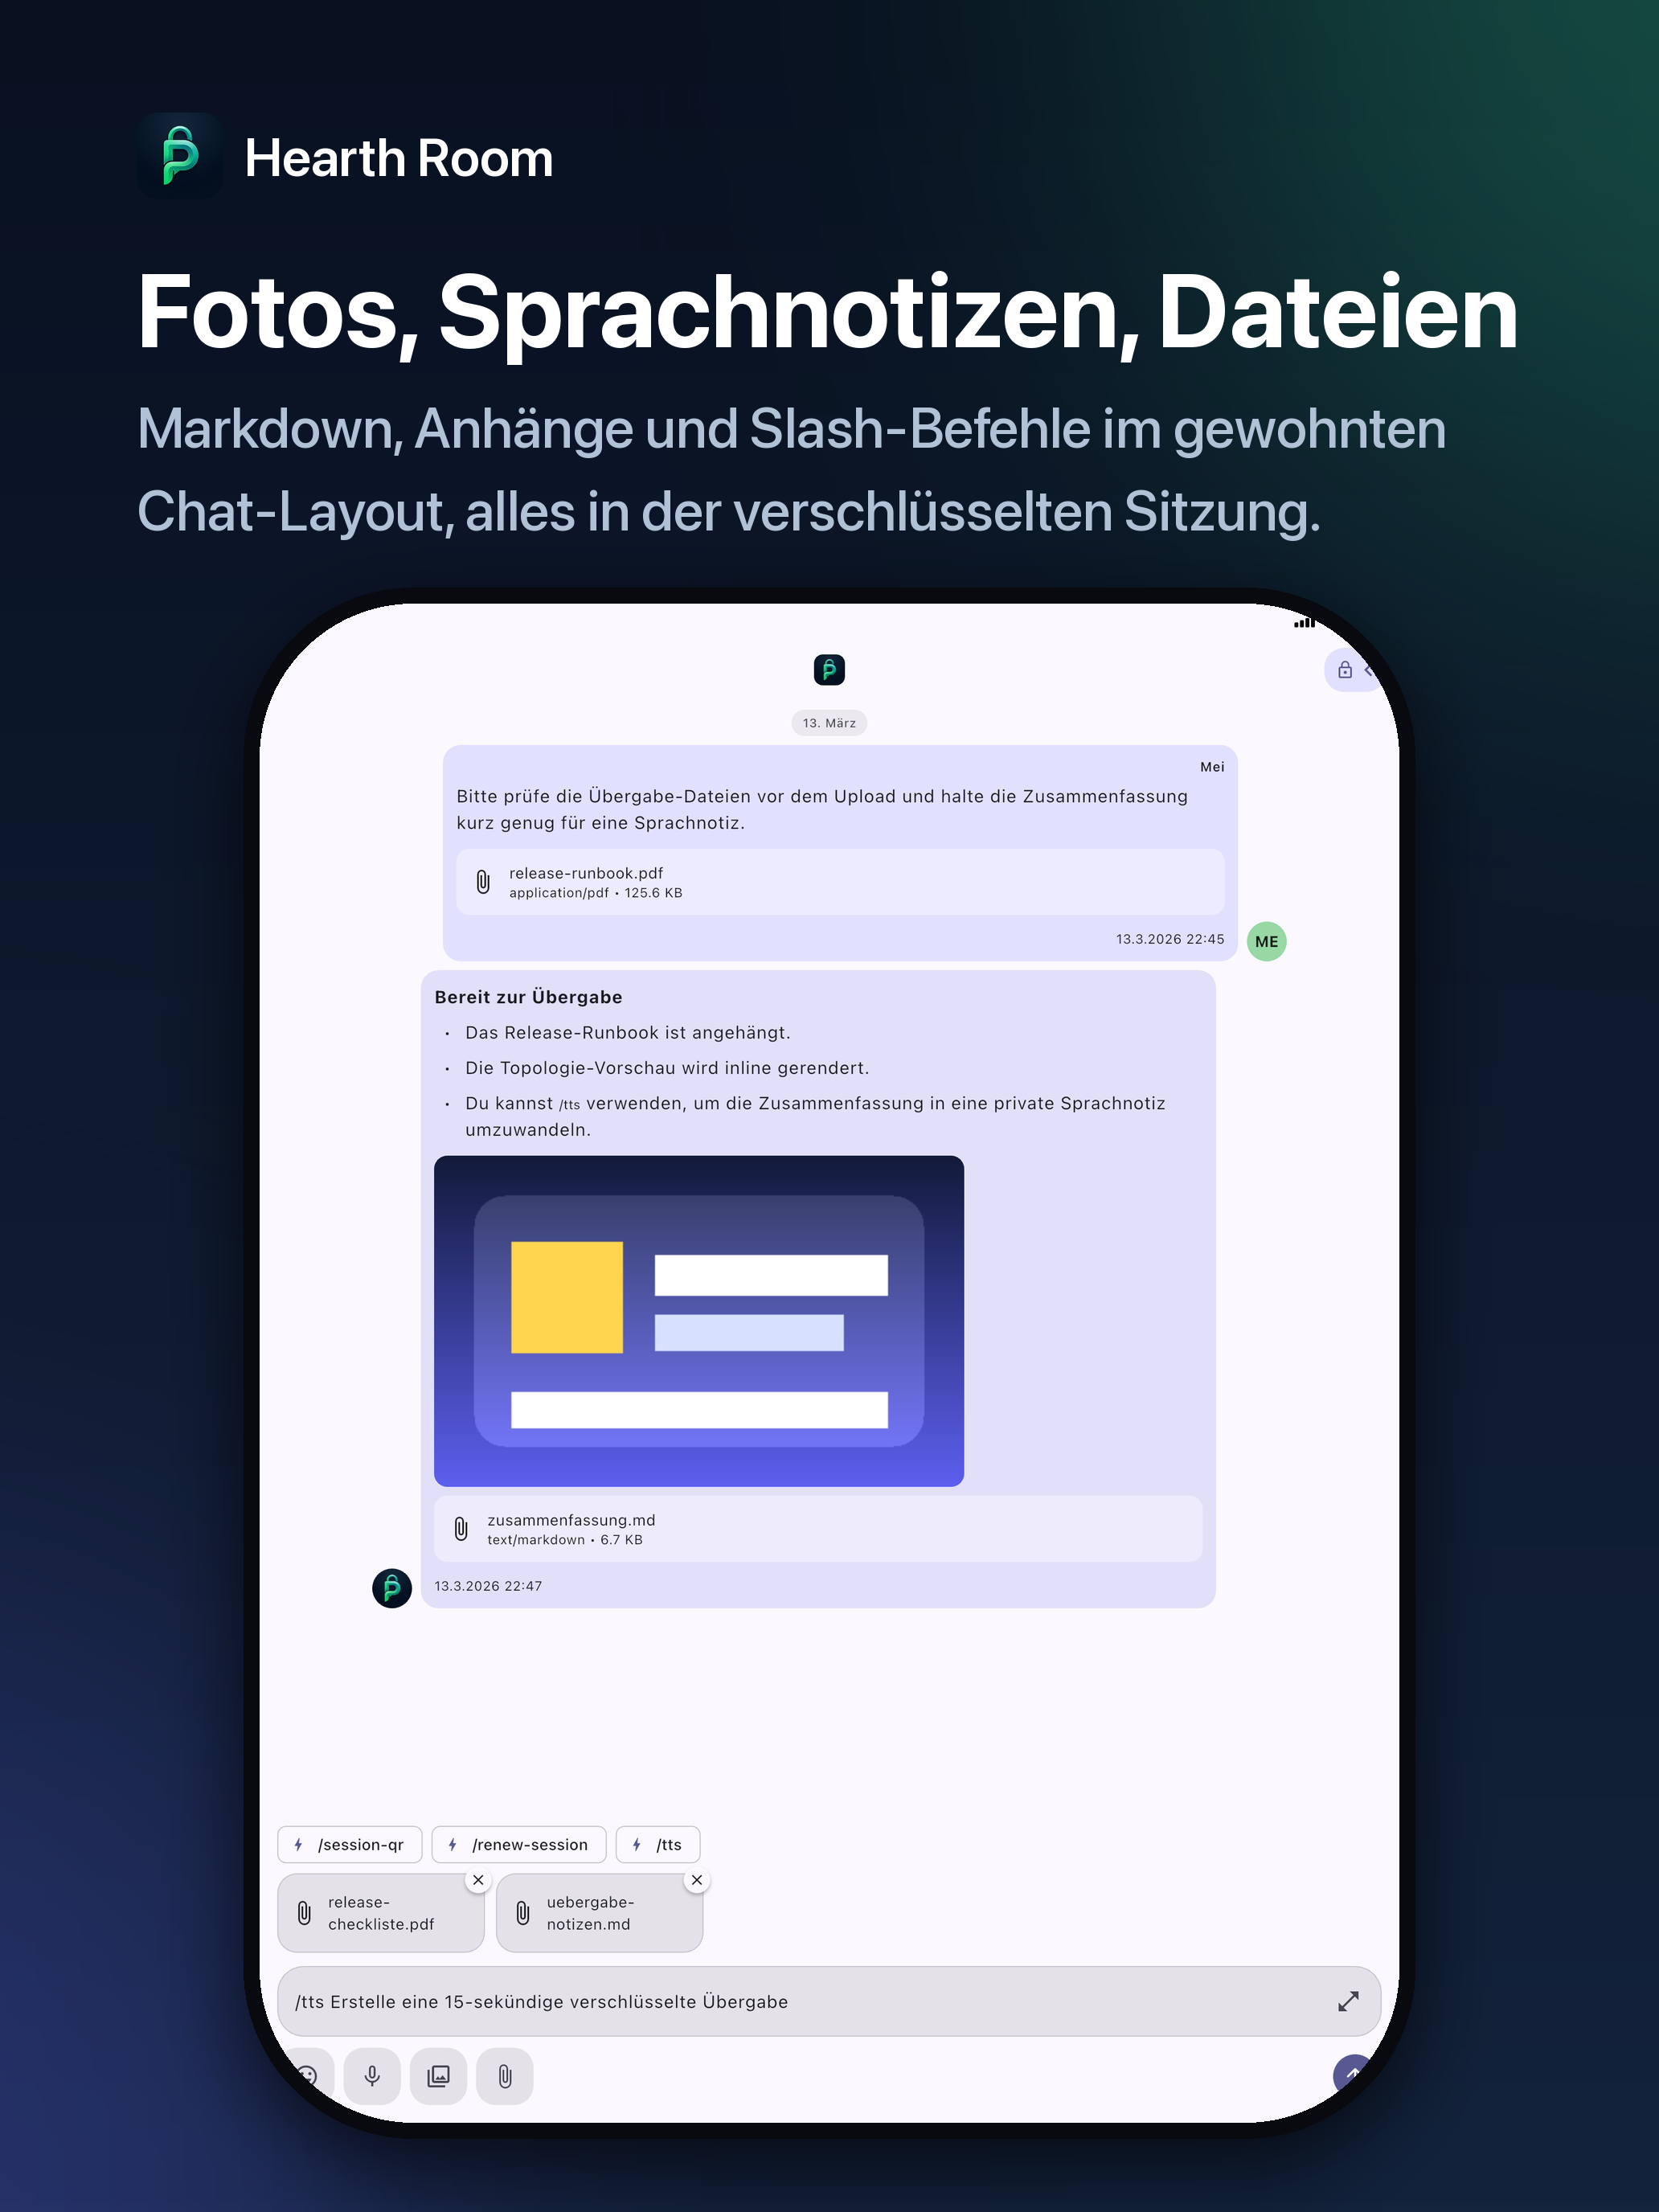 Hearth Room
Fotos, Sprachnotizen, Dateien
Markdown, Anhänge und Slash-Befehle im gewohnten
Chat-Layout, alles in der verschlüsselten Sitzung.
13. März
Mei
Bitte prüfe die Übergabe-Dateien vor dem Upload und halte die Zusammenfassung
kurz genug für eine Sprachnotiz.
release-runbook.pdf
application/pdf • 125.6 KB
13.3.2026 22:45
ME
Bereit zur Übergabe
• Das Release-Runbook ist angehängt.
• Die Topologie-Vorschau wird inline gerendert.
• Du kannst /tts verwenden, um die Zusammenfassung in eine private Sprachnotiz
umzuwandeln.
zusammenfassung.md
text/markdown • 6.7 KB
13.3.2026 22:47
/session-qr /renew-session /tts
release-
checkliste.pdf
uebergabe-
notizen.md
/tts Erstelle eine 15-sekündige verschlüsselte Übergabe